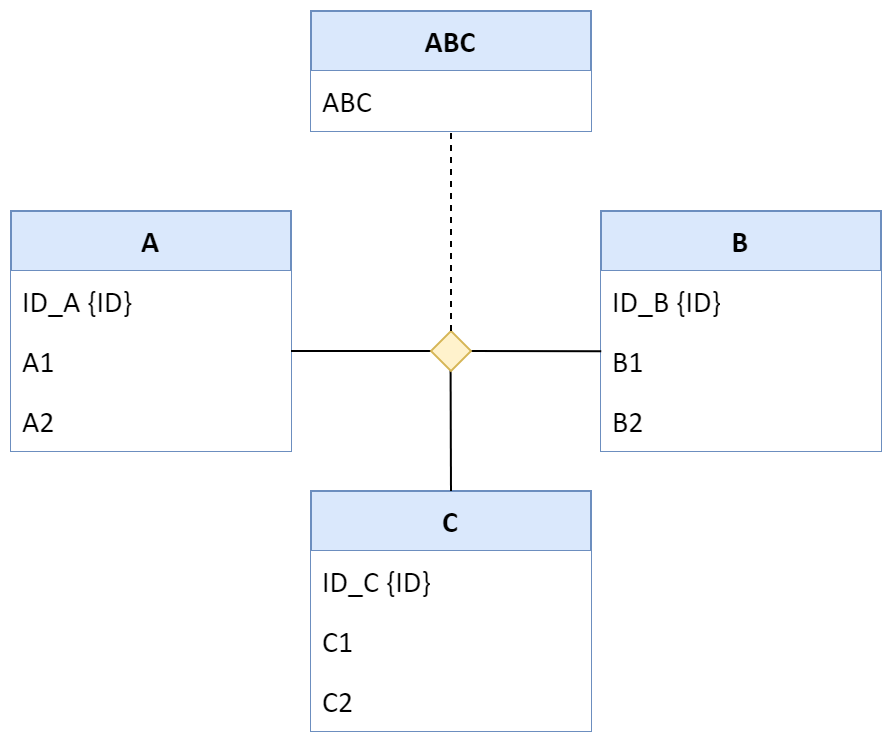 ABC
ABC
A
ID_A {ID}
A1
A2
B
ID_B {ID}
B1
B2
C
ID_C {ID}
C1
C2